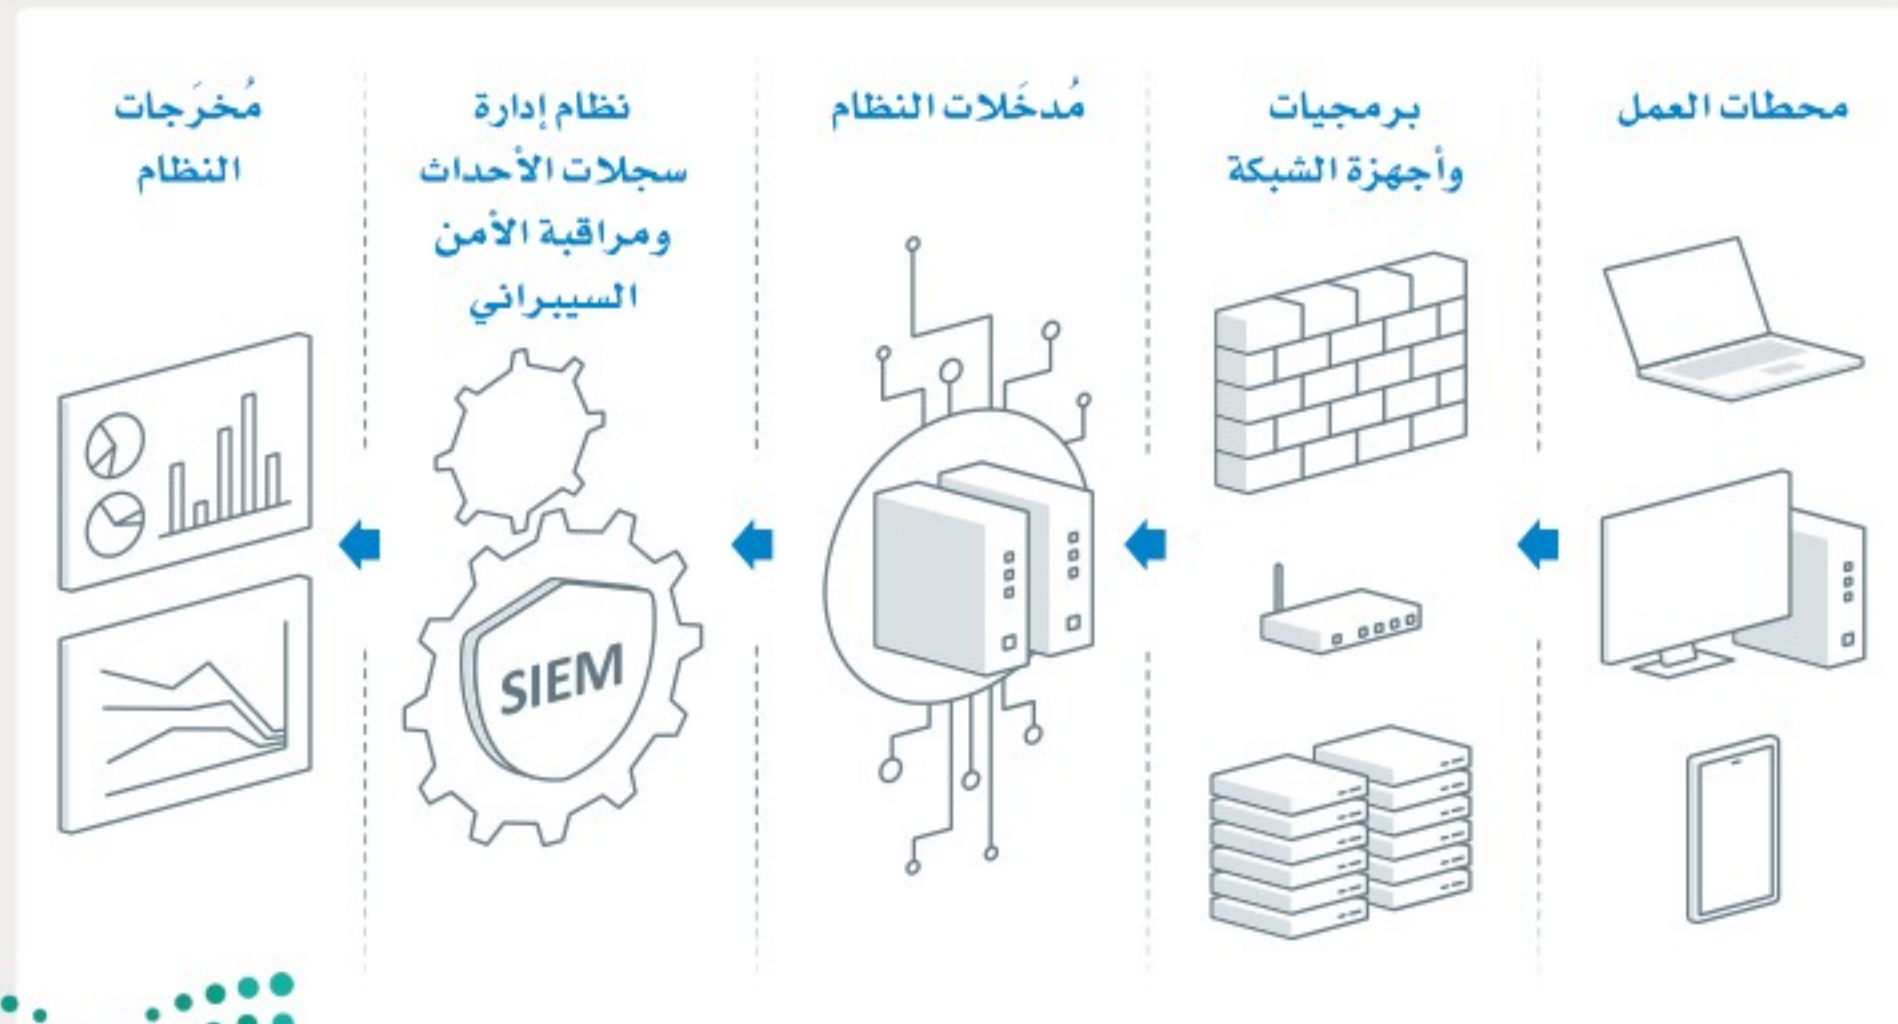 محطات العمل
برمجيات
وأجهزة الشبكة
مُدخَلات النظام
نظام إدارة
سجلات الأحداث
ومراقبة الأمن
السيبراني
SIEM
مُخرَجات
النظام